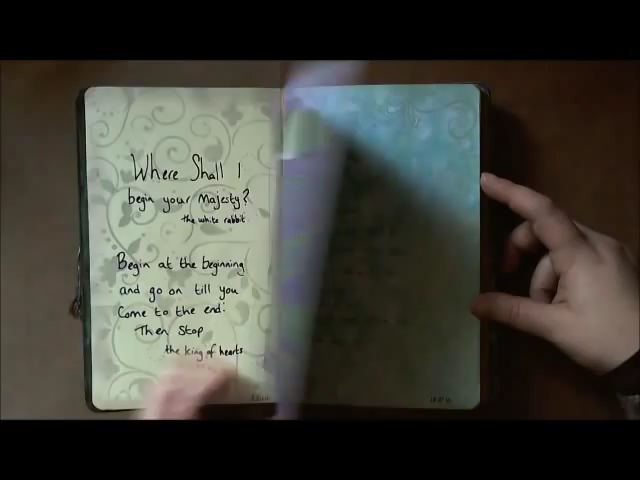 Where Shall I
begin your Majesty?
the white rabbit
Begin at the beginning
and go on till you
Come to the end:
Then Stop
the king of hearts